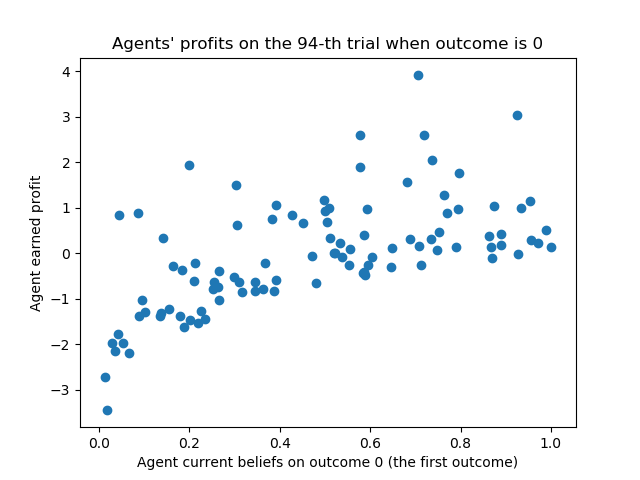 Agents' profits on the 94-th trial when outcome is 0
Agent earned profit
4
3
2
1
0
−1
−2
−3
0.0 0.2 0.4 0.6 0.8 1.0
Agent current beliefs on outcome 0 (the first outcome)